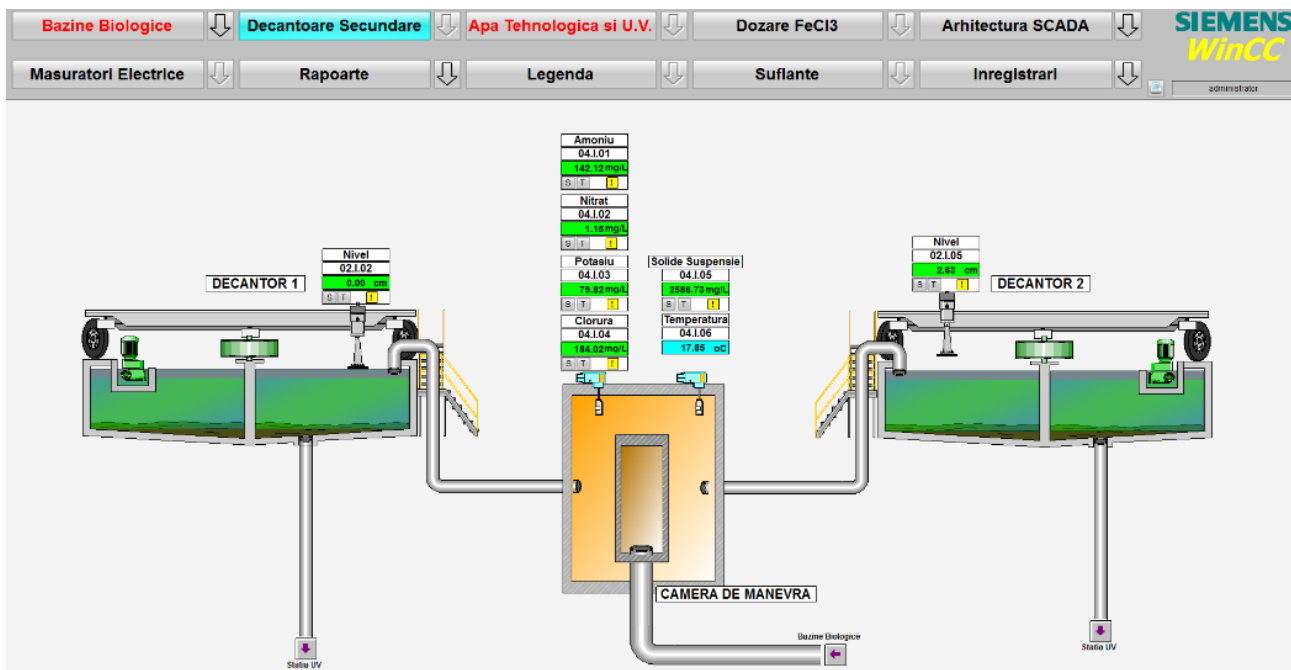 Bazine Biologice
Decantoare Secundare
Apa Tehnologica si U.V.
Dozare FeCl3
Arhitectura SCADA
SIEMENS
WinCC
Masuratori Electrice
Rapoarte
Legenda
Suflante
Inregistrari
administrator
Amoniu
04.I.01
142.12 mg/L
S T !
Nitrat
04.I.02
1.15 mg/L
S T !
Nivel
02.I.02
0.00 cm
S T !
DECANTOR 1
Potasiu
04.I.03
79.82 mg/L
S T !
Solide Suspensie
04.I.05
2586.73 mg/L
S T !
Nivel
02.I.05
2.63 cm
S T !
DECANTOR 2
Clorura
04.I.04
184.02 mg/L
S T
Temperatura
04.I.06
17.85 oC
CAMERA DE MANEVRA
Bazine Biologice
Statia UV
Statia UV